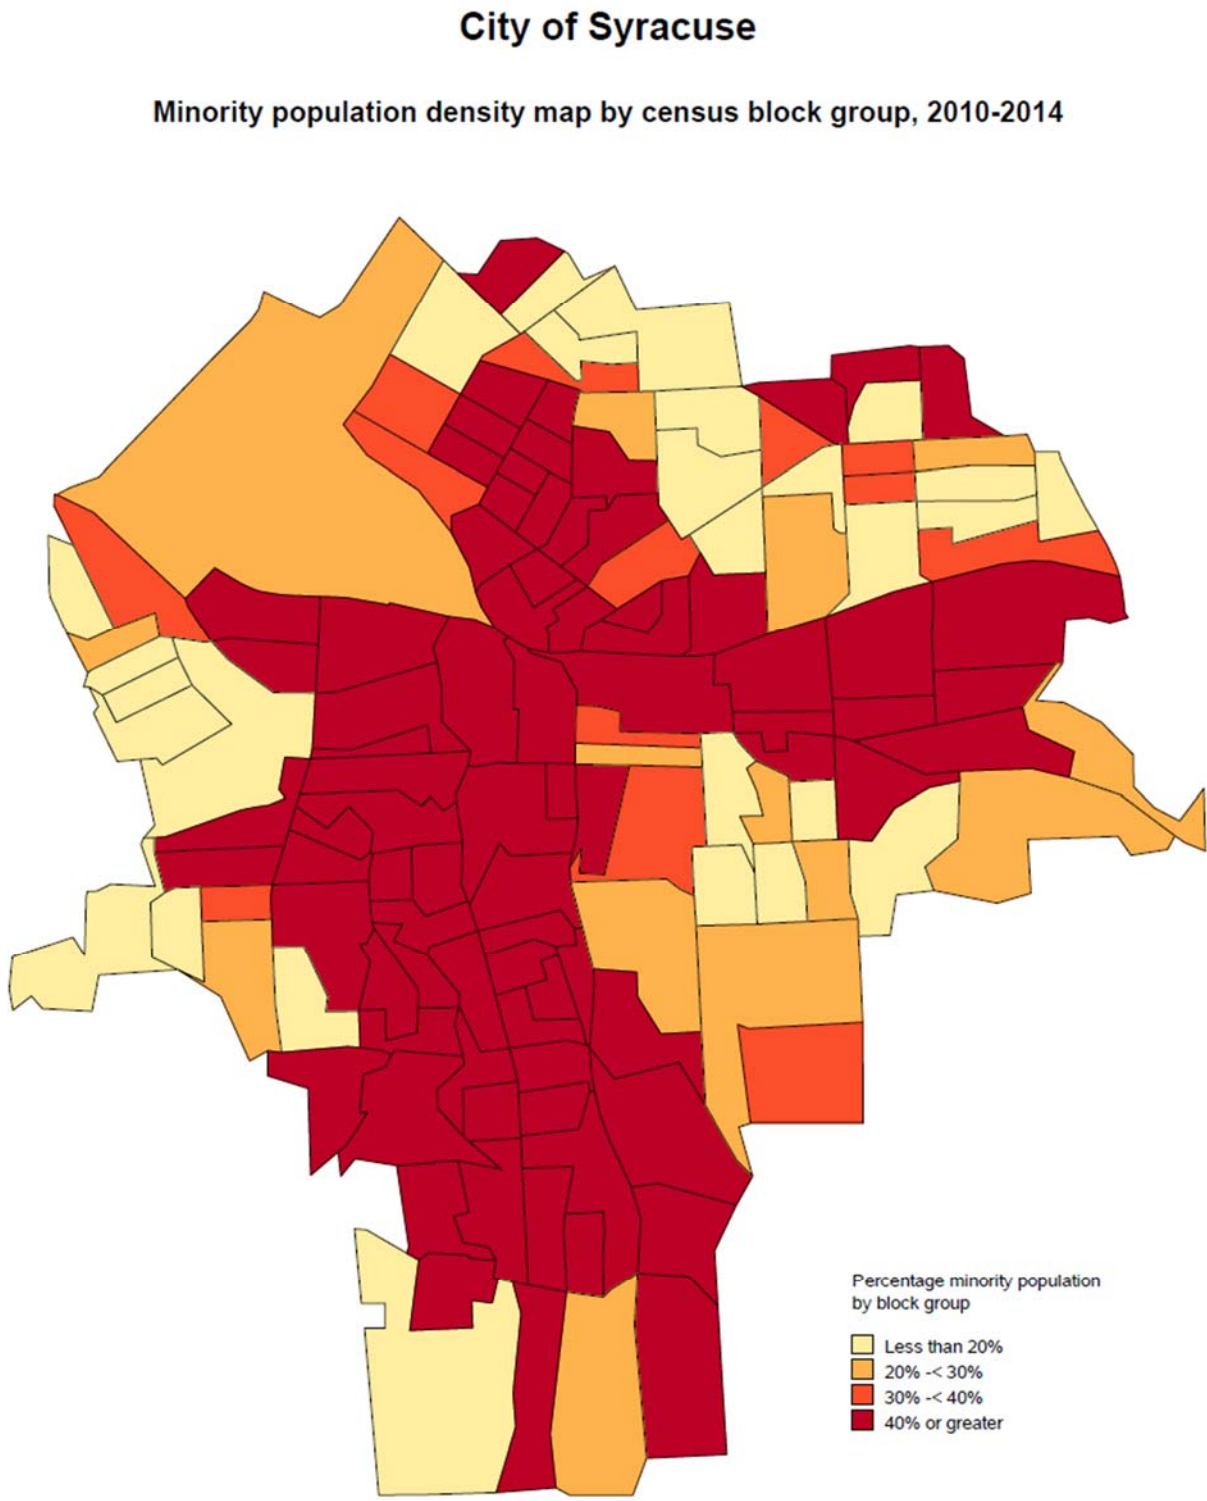 City of Syracuse
Minority population density map by census block group, 2010-2014
Percentage minority population
by block group
Less than 20%
20% -< 30%
30% -< 40%
40% or greater